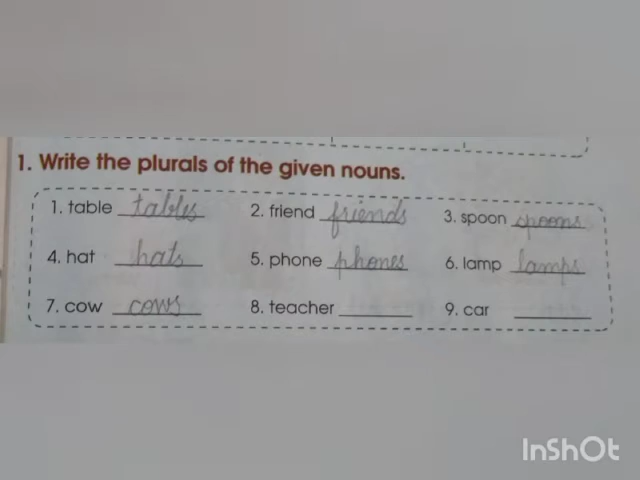 1. Write the plurals of the given nouns.
1. table tables 2. friend friends 3. spoon spoons
4. hat hats 5. phone phones 6. lamp lamps
7. cow cows 8. teacher 9. car
InShOt